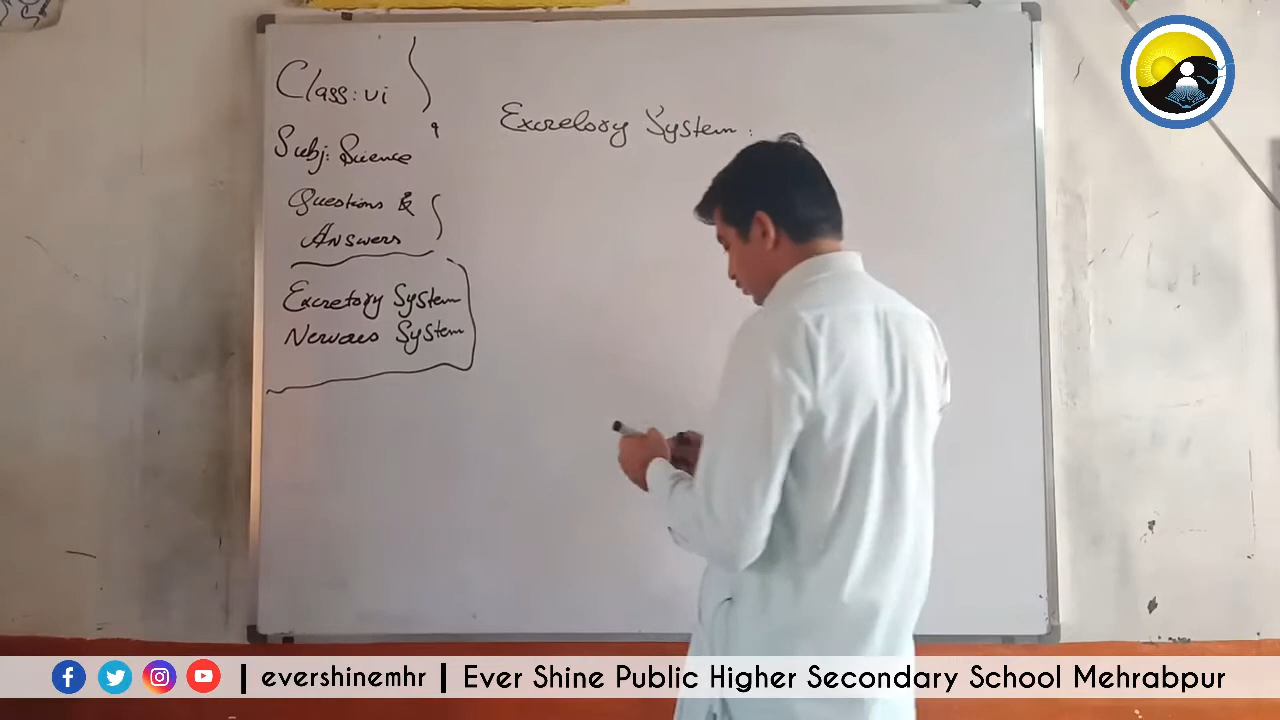 Class: vi
Subj: Science
Questions &
Answers
Excretory System
Nervous System
Excretory System:
| evershinemhr | Ever Shine Public Higher Secondary School Mehrabpur